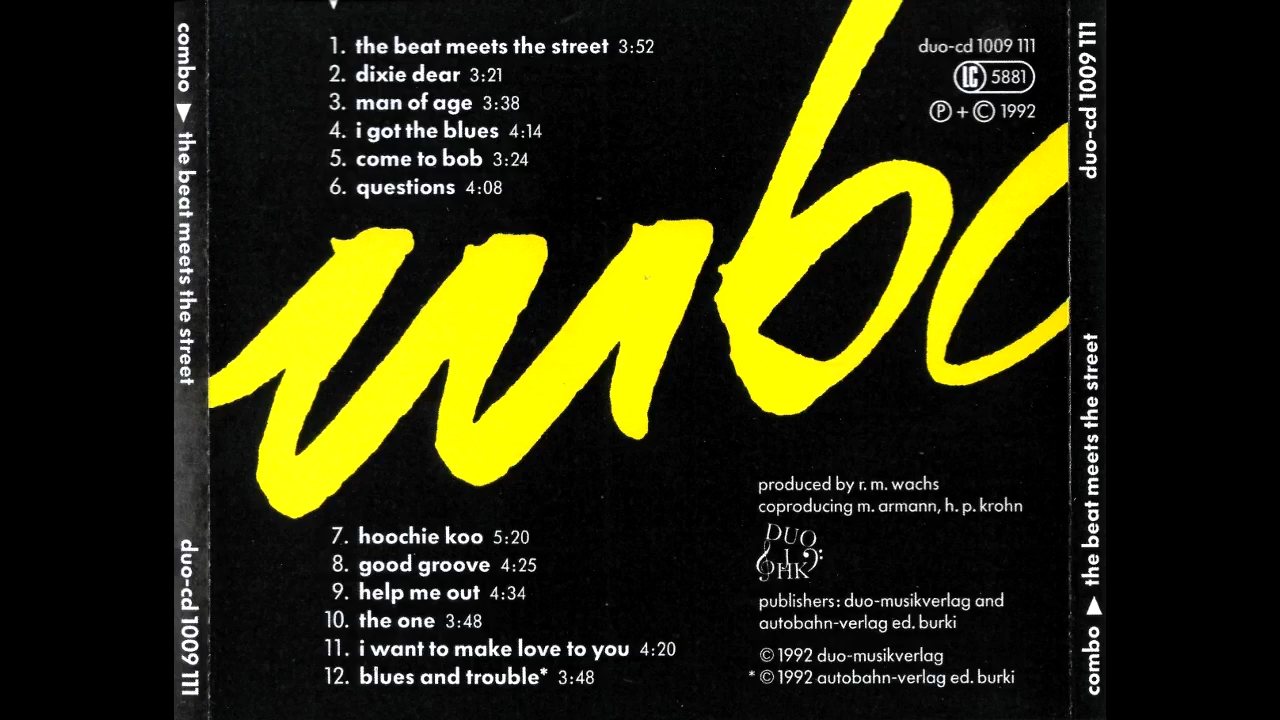 combo ▶ the beat meets the street duo-cd 1009 111
1. the beat meets the street 3:52
2. dixie dear 3:21
3. man of age 3:38
4. i got the blues 4:14
5. come to bob 3:24
6. questions 4:08
duo-cd 1009 111
LC 5881
Ⓟ + © 1992
mbo
7. hoochie koo 5:20
8. good groove 4:25
9. help me out 4:34
10. the one 3:48
11. i want to make love to you 4:20
12. blues and trouble* 3:48
produced by r. m. wachs
coproducing m. armann, h. p. krohn
DUO
HK
publishers: duo-musikverlag and
autobahn-verlag ed. burki
© 1992 duo-musikverlag
* © 1992 autobahn-verlag ed. burki
combo ▶ the beat meets the street duo-cd 1009 111